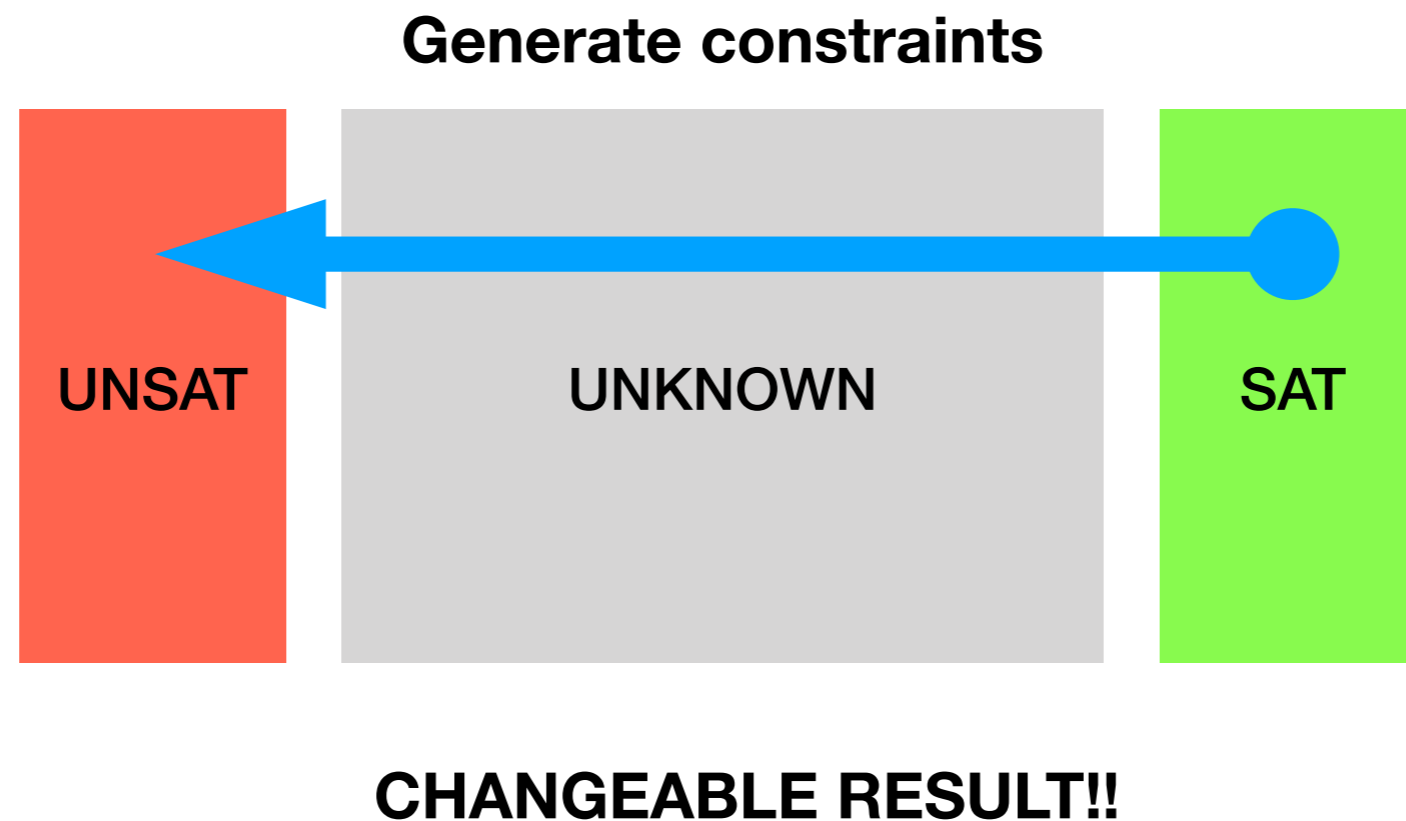 Generate constraints
UNSAT
UNKNOWN
SAT
CHANGEABLE RESULT!!